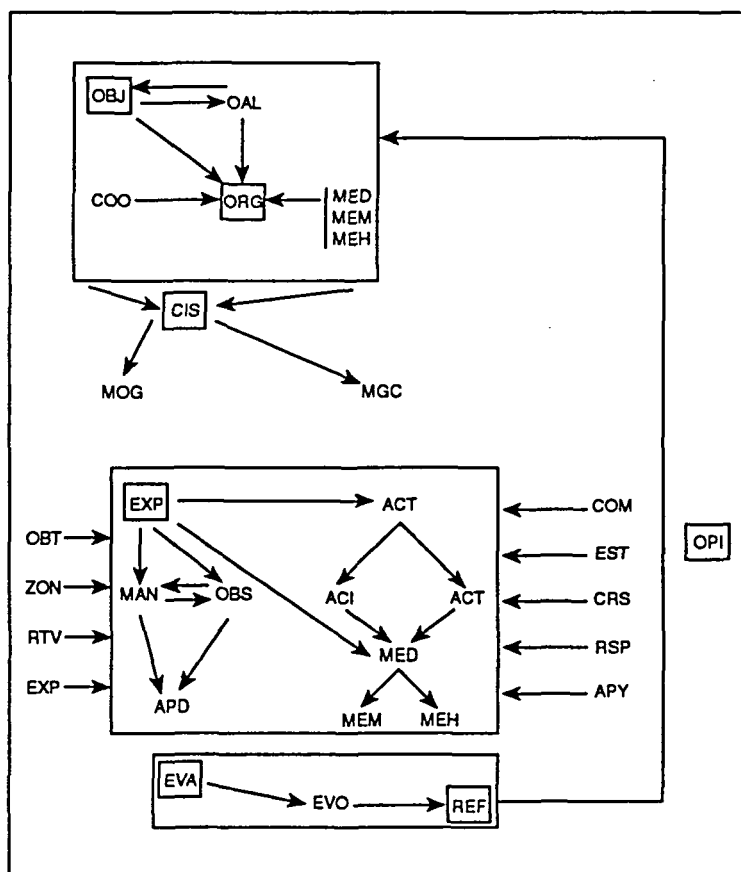 OBJ OAL
COO ORG MED
MEM
MEH
CIS
MOG MGC
EXP ACT COM
OBT OPI
EST
ZON MAN OBS ACI ACT CRS
RTV MED RSP
EXP APD MEM MEH APY
EVA EVO REF